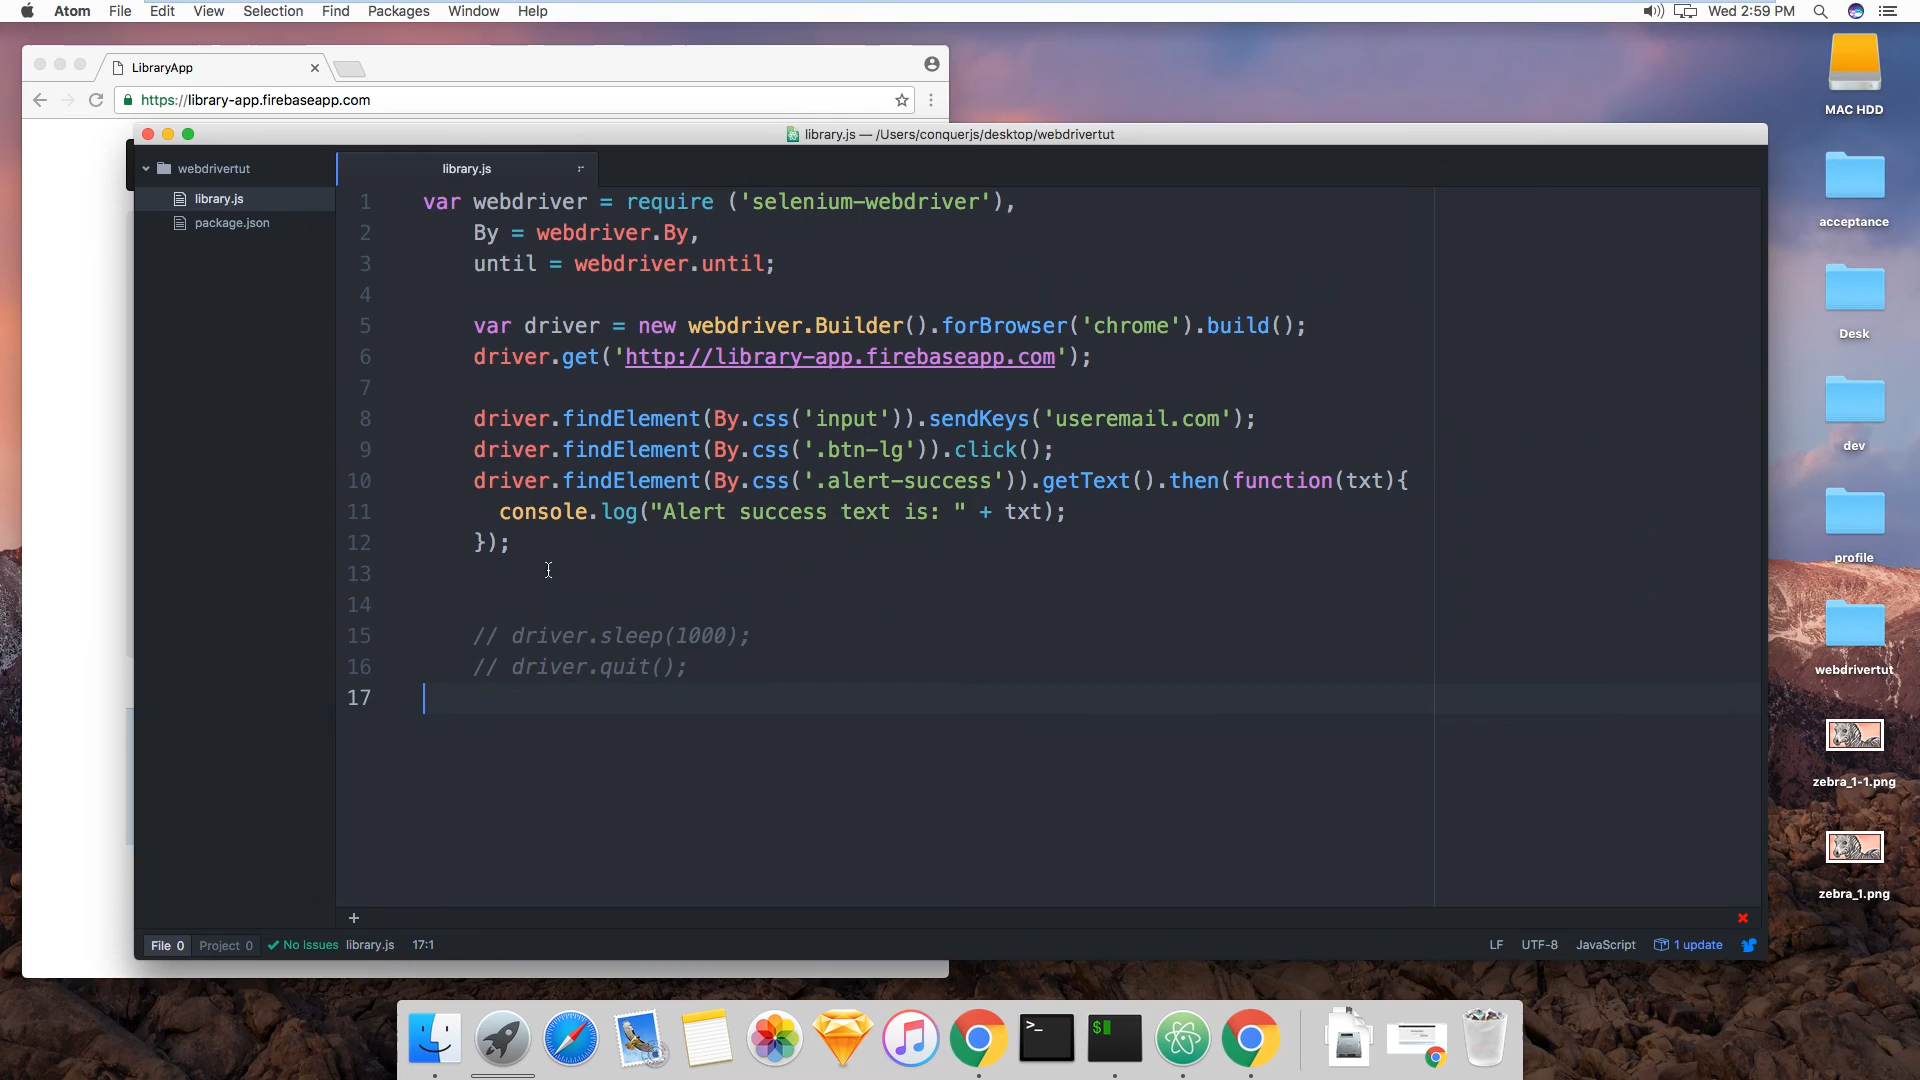 Atom File Edit View Selection Find Packages Window Help
Wed 2:59 PM
LibraryApp
https://library-app.firebaseapp.com
library.js — /Users/conquerjs/desktop/webdrivertut
webdrivertut
library.js
package.json
library.js
1 var webdriver = require ('selenium-webdriver'),
2 By = webdriver.By,
3 until = webdriver.until;
4
5 var driver = new webdriver.Builder().forBrowser('chrome').build();
6 driver.get('http://library-app.firebaseapp.com');
7
8 driver.findElement(By.css('input')).sendKeys('useremail.com');
9 driver.findElement(By.css('.btn-lg')).click();
10 driver.findElement(By.css('.alert-success')).getText().then(function(txt){
11 console.log("Alert success text is: " + txt);
12 });
13
14
15 // driver.sleep(1000);
16 // driver.quit();
17
File 0 Project 0 No Issues library.js 17:1
LF UTF-8 JavaScript 1 update
MAC HDD
acceptance
Desk
dev
profile
webdrivertut
zebra_1-1.png
zebra_1.png